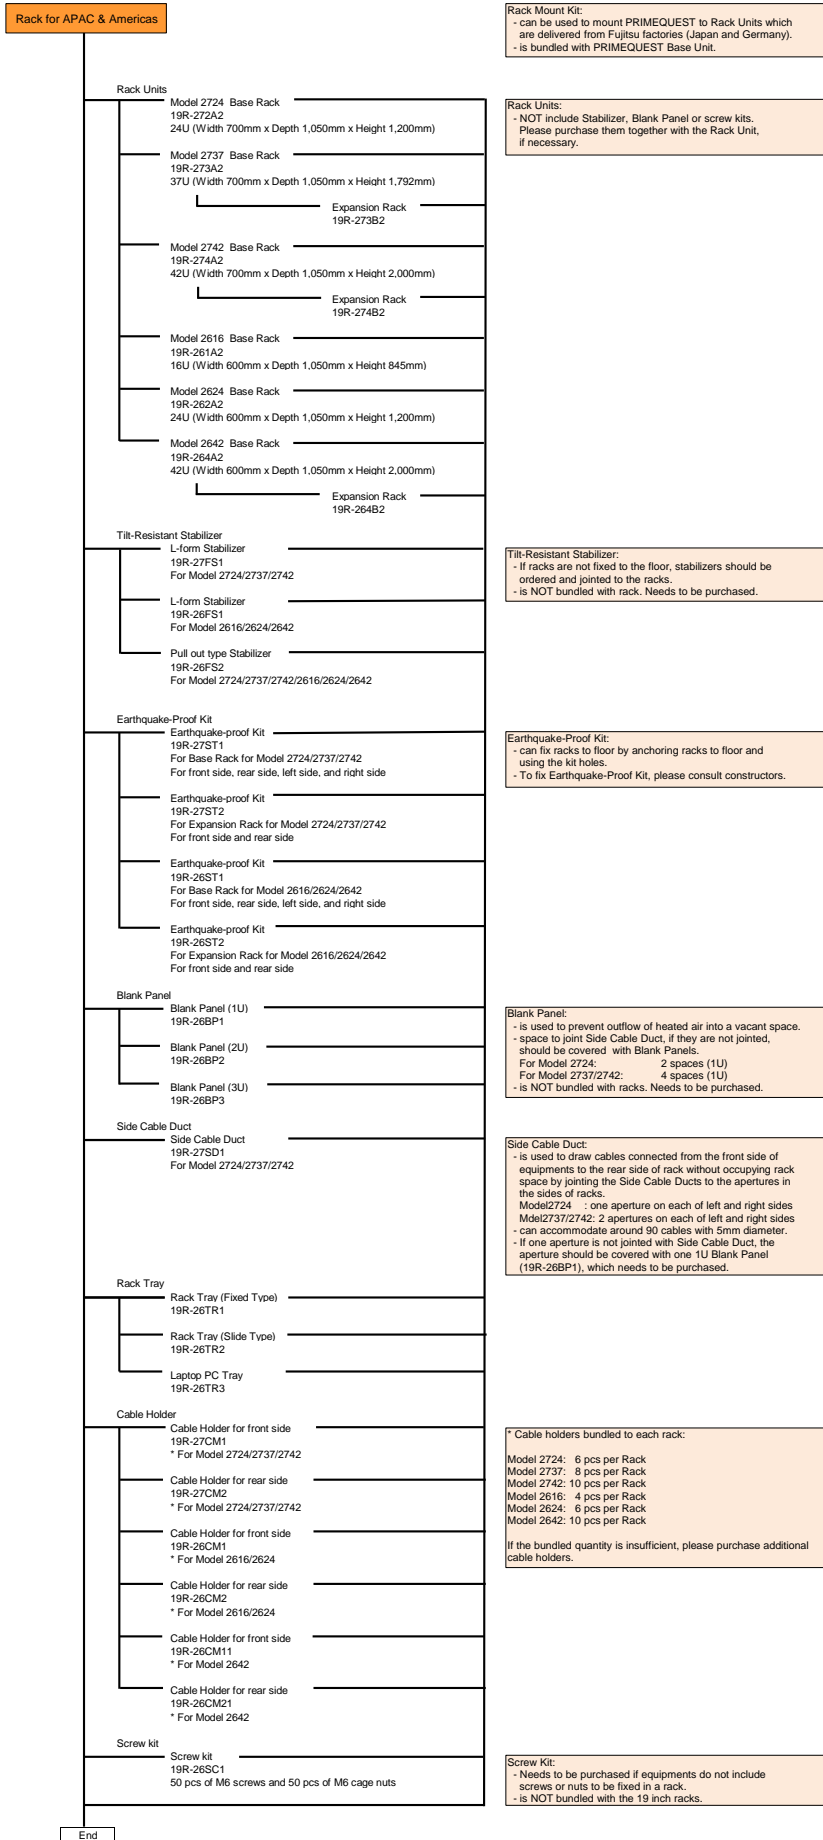 Rack for APAC & Americas
Rack Mount Kit:
- can be used to mount PRIMEQUEST to Rack Units which
are delivered from Fujitsu factories (Japan and Germany).
- is bundled with PRIMEQUEST Base Unit.
Rack Units
Model 2724 Base Rack
19R-272A2
24U (Width 700mm x Depth 1,050mm x Height 1,200mm)
Rack Units:
- NOT include Stabilizer, Blank Panel or screw kits.
Please purchase them together with the Rack Unit,
if necessary.
Model 2737 Base Rack
19R-273A2
37U (Width 700mm x Depth 1,050mm x Height 1,792mm)
Expansion Rack
19R-273B2
Model 2742 Base Rack
19R-274A2
42U (Width 700mm x Depth 1,050mm x Height 2,000mm)
Expansion Rack
19R-274B2
Model 2616 Base Rack
19R-261A2
16U (Width 600mm x Depth 1,050mm x Height 845mm)
Model 2624 Base Rack
19R-262A2
24U (Width 600mm x Depth 1,050mm x Height 1,200mm)
Model 2642 Base Rack
19R-264A2
42U (Width 600mm x Depth 1,050mm x Height 2,000mm)
Expansion Rack
19R-264B2
Tilt-Resistant Stabilizer
L-form Stabilizer
19R-27FS1
For Model 2724/2737/2742
Tilt-Resistant Stabilizer:
- If racks are not fixed to the floor, stabilizers should be
ordered and jointed to the racks.
- is NOT bundled with rack. Needs to be purchased.
L-form Stabilizer
19R-26FS1
For Model 2616/2624/2642
Pull out type Stabilizer
19R-26FS2
For Model 2724/2737/2742/2616/2624/2642
Earthquake-Proof Kit
Earthquake-proof Kit
19R-27ST1
For Base Rack for Model 2724/2737/2742
For front side, rear side, left side, and right side
Earthquake-Proof Kit:
- can fix racks to floor by anchoring racks to floor and
using the kit holes.
- To fix Earthquake-Proof Kit, please consult constructors.
Earthquake-proof Kit
19R-27ST2
For Expansion Rack for Model 2724/2737/2742
For front side and rear side
Earthquake-proof Kit
19R-26ST1
For Base Rack for Model 2616/2624/2642
For front side, rear side, left side, and right side
Earthquake-proof Kit
19R-26ST2
For Expansion Rack for Model 2616/2624/2642
For front side and rear side
Blank Panel
Blank Panel (1U)
19R-26BP1
Blank Panel (2U)
19R-26BP2
Blank Panel (3U)
19R-26BP3
Blank Panel:
- is used to prevent outflow of heated air into a vacant space.
- space to joint Side Cable Duct, if they are not jointed,
should be covered with Blank Panels.
For Model 2724: 2 spaces (1U)
For Model 2737/2742: 4 spaces (1U)
- is NOT bundled with racks. Needs to be purchased.
Side Cable Duct
Side Cable Duct
19R-27SD1
For Model 2724/2737/2742
Side Cable Duct:
- is used to draw cables connected from the front side of
equipments to the rear side of rack without occupying rack
space by jointing the Side Cable Ducts to the apertures in
the sides of racks.
Model2724 : one aperture on each of left and right sides
Mdel2737/2742: 2 apertures on each of left and right sides
- can accommodate around 90 cables with 5mm diameter.
- If one aperture is not jointed with Side Cable Duct, the
aperture should be covered with one 1U Blank Panel
(19R-26BP1), which needs to be purchased.
Rack Tray
Rack Tray (Fixed Type)
19R-26TR1
Rack Tray (Slide Type)
19R-26TR2
Laptop PC Tray
19R-26TR3
Cable Holder
Cable Holder for front side
19R-27CM1
* For Model 2724/2737/2742
Cable Holder for rear side
19R-27CM2
* For Model 2724/2737/2742
Cable Holder for front side
19R-26CM1
* For Model 2616/2624
Cable Holder for rear side
19R-26CM2
* For Model 2616/2624
Cable Holder for front side
19R-26CM11
* For Model 2642
Cable Holder for rear side
19R-26CM21
* For Model 2642
* Cable holders bundled to each rack:
Model 2724: 6 pcs per Rack
Model 2737: 8 pcs per Rack
Model 2742: 10 pcs per Rack
Model 2616: 4 pcs per Rack
Model 2624: 6 pcs per Rack
Model 2642: 10 pcs per Rack
If the bundled quantity is insufficient, please purchase additional
cable holders.
Screw kit
Screw kit
19R-26SC1
50 pcs of M6 screws and 50 pcs of M6 cage nuts
Screw Kit:
- Needs to be purchased if equipments do not include
screws or nuts to be fixed in a rack.
- is NOT bundled with the 19 inch racks.
End